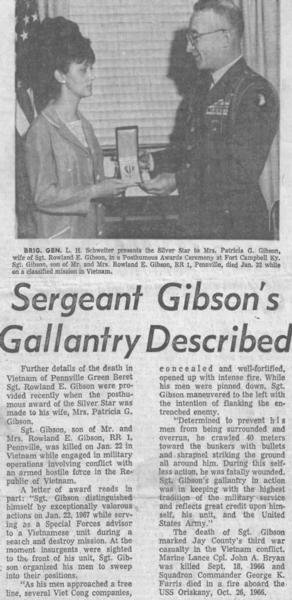 BRIG. GEN. L. H. Schweiter presents the Silver Star to Mrs. Patricia G. Gibson,
wife of Sgt. Rowland E. Gibson, in a Posthumous Awards Ceremony at Fort Campbell Ky.
Sgt. Gibson, son of Mr. and Mrs. Rowland E. Gibson, RR 1, Pennville, died Jan. 22 while
on a classified mission in Vietnam.
Sergeant Gibson's
Gallantry Described
Further details of the death in
Vietnam of Pennville Green Beret
Sgt. Rowland E. Gibson were pro-
vided recently when the posthu-
mous award of the Silver Star was
made to his wife, Mrs. Patricia G.
Gibson.
Sgt. Gibson, son of Mr. and
Mrs. Rowland E. Gibson, RR 1,
Pennville, was killed on Jan. 22 in
Vietnam while engaged in military
operations involving conflict with
an armed hostile force in the Re-
public of Vietnam.
A letter of award reads in
part: "Sgt. Gibson distinguished
himself by exceptionally valorous
actions on Jan. 22, 1967 while serv-
ing as a Special Forces advisor
to a Vietnamese unit during a
search and destroy mission. At the
moment insurgents were sighted
to the front of his unit, Sgt. Gib-
son organized his men to sweep
into their positions.
"As his men approached a tree
line, several Viet Cong companies,
concealed and well-fortified,
opened up with intense fire. While
his men were pinned down, Sgt.
Gibson maneuvered to the left with
the intention of flanking the en-
trenched enemy.
"Determined to prevent his
men from being surrounded and
overrun, he crawled 40 meters
toward the bunkers with bullets
and shrapnel striking the ground
all around him. During this self-
less action, he was fatally wounded.
Sgt. Gibson's gallantry in action
was in keeping with the highest
tradition of the military service
and reflects great credit upon him-
self, his unit, and the United
States Army."
The death of Sgt. Gibson
marked Jay County's third war
casualty in the Vietnam conflict.
Marine Lance Cpl. John A. Bryan
was killed Sept. 18, 1966 and
Squadron Commander George K.
Farris died in a fire aboard the
USS Oriskany, Oct. 26, 1966.